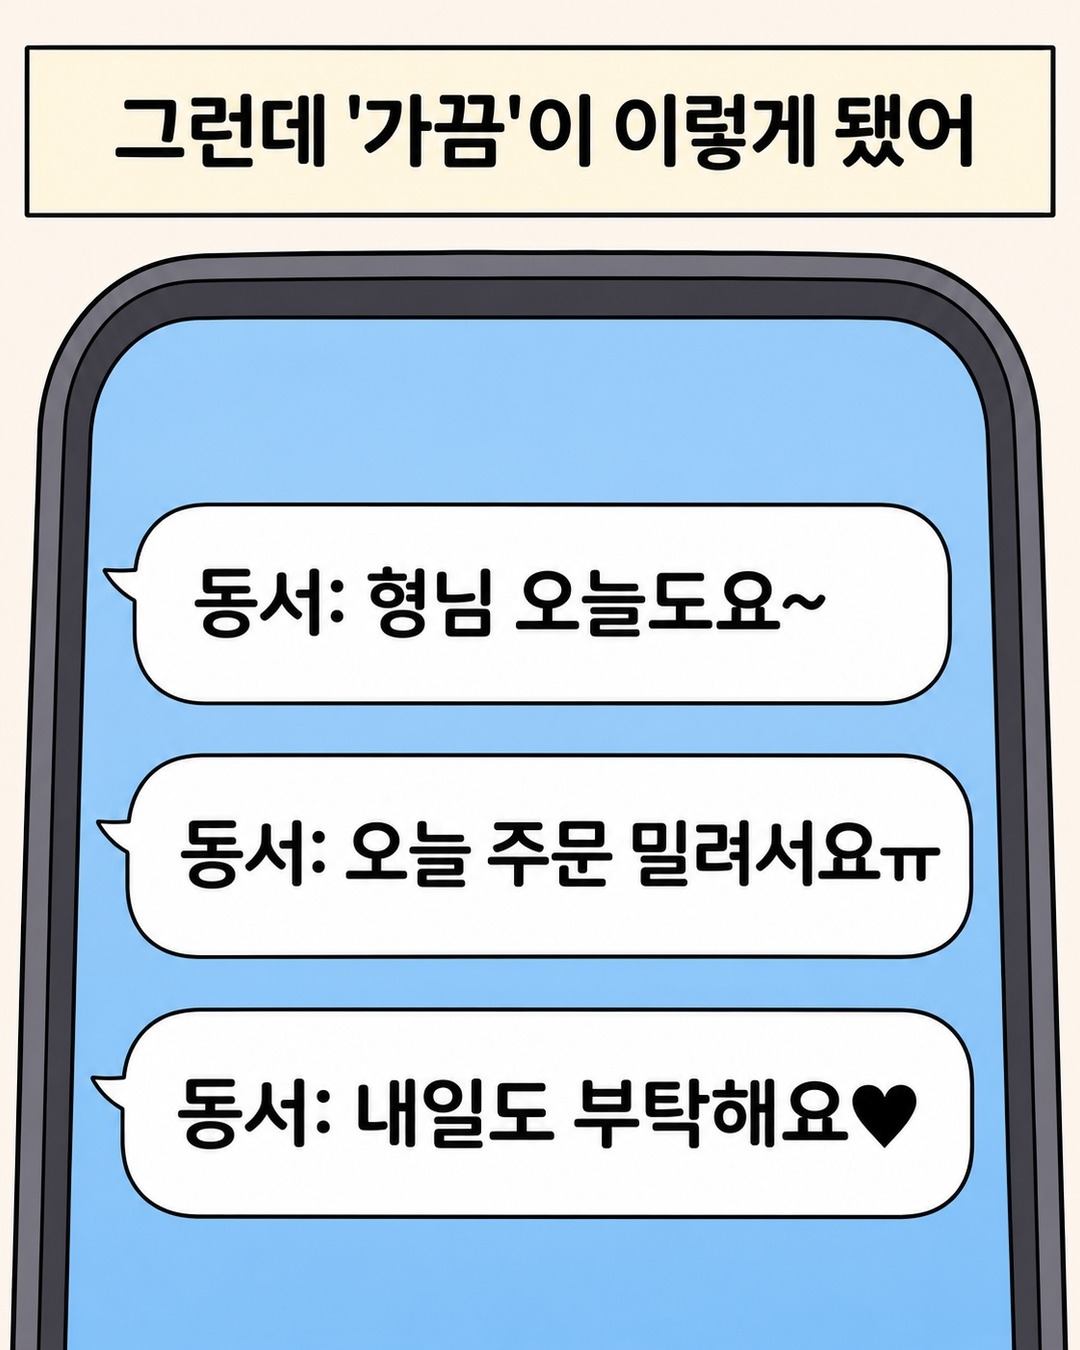 그런데 '가끔'이 이렇게 됐어
동서: 형님 오늘도요~
동서: 오늘 주문 밀려서요ㅠ
동서: 내일도 부탁해요♥